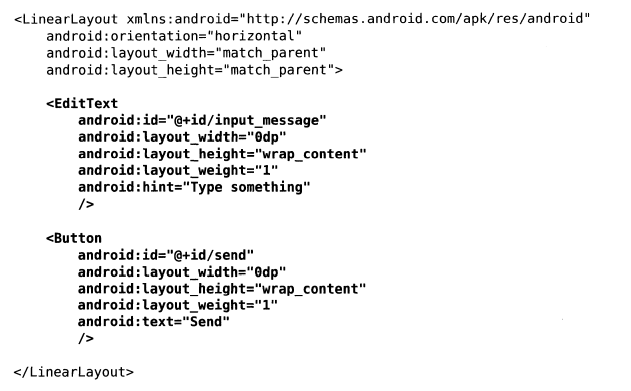 <LinearLayout xmlns:android="http://schemas.android.com/apk/res/android"
    android:orientation="horizontal"
    android:layout_width="match_parent"
    android:layout_height="match_parent">

    <EditText
        android:id="@+id/input_message"
        android:layout_width="0dp"
        android:layout_height="wrap_content"
        android:layout_weight="1"
        android:hint="Type something"
        />

    <Button
        android:id="@+id/send"
        android:layout_width="0dp"
        android:layout_height="wrap_content"
        android:layout_weight="1"
        android:text="Send"
        />

</LinearLayout>